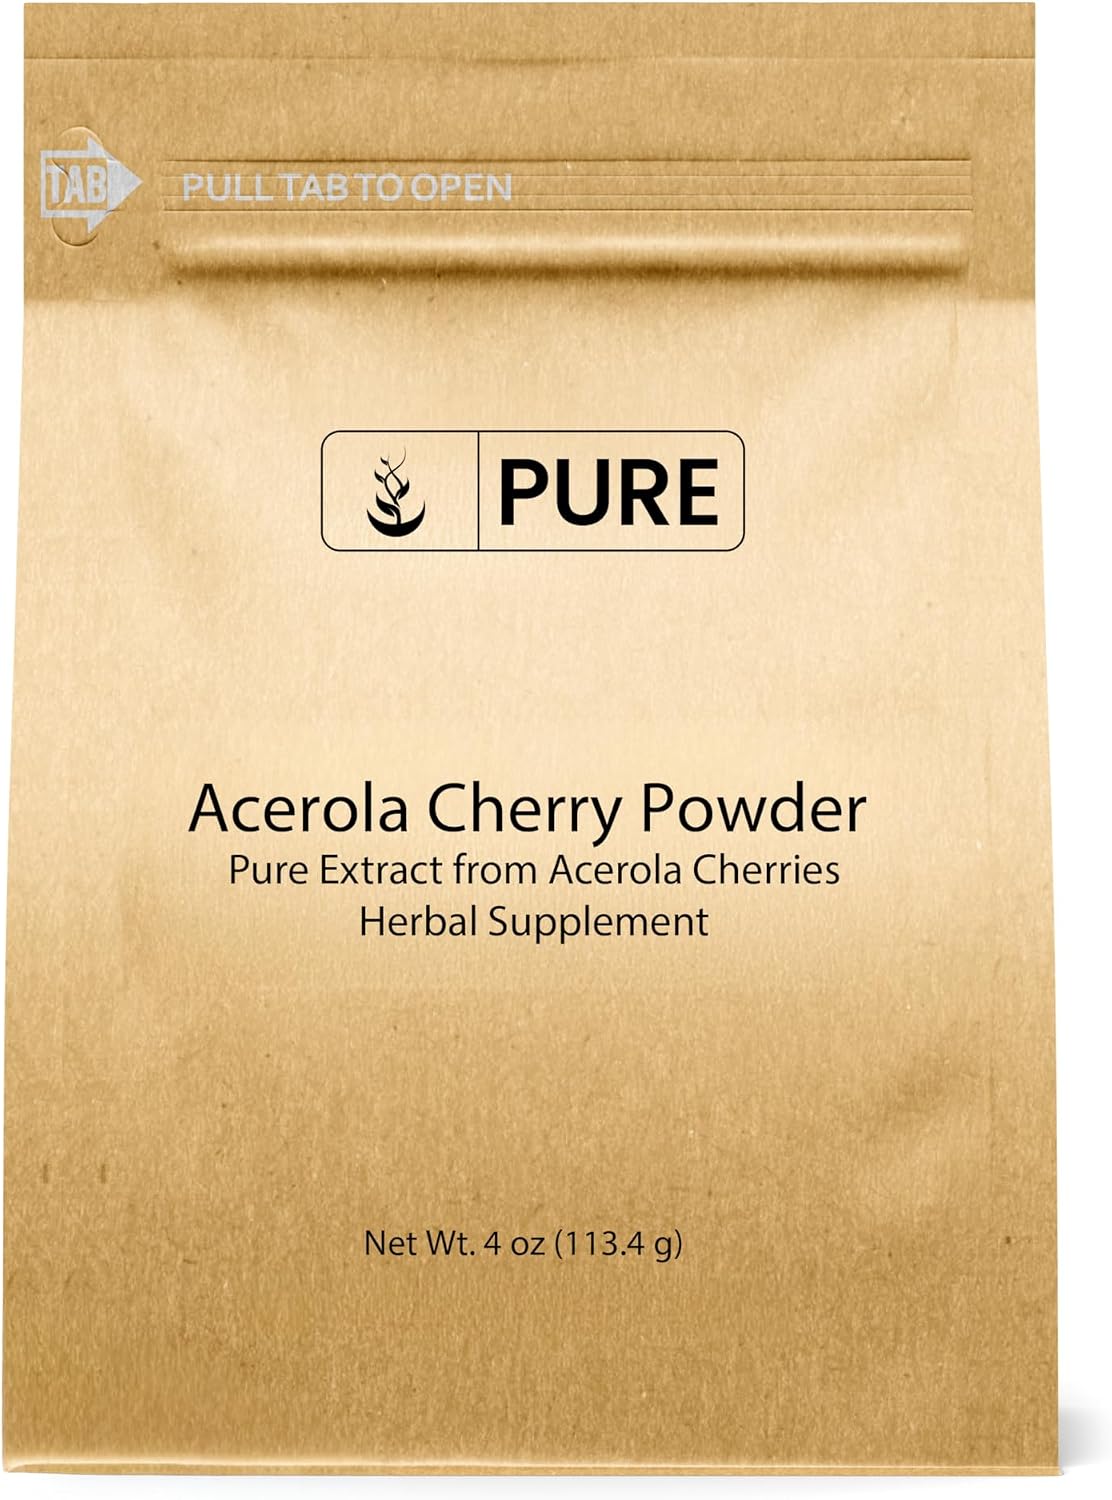 TAB
PULL TAB TO OPEN
PURE
Acerola Cherry Powder
Pure Extract from Acerola Cherries
Herbal Supplement
Net Wt. 4 oz (113.4 g)